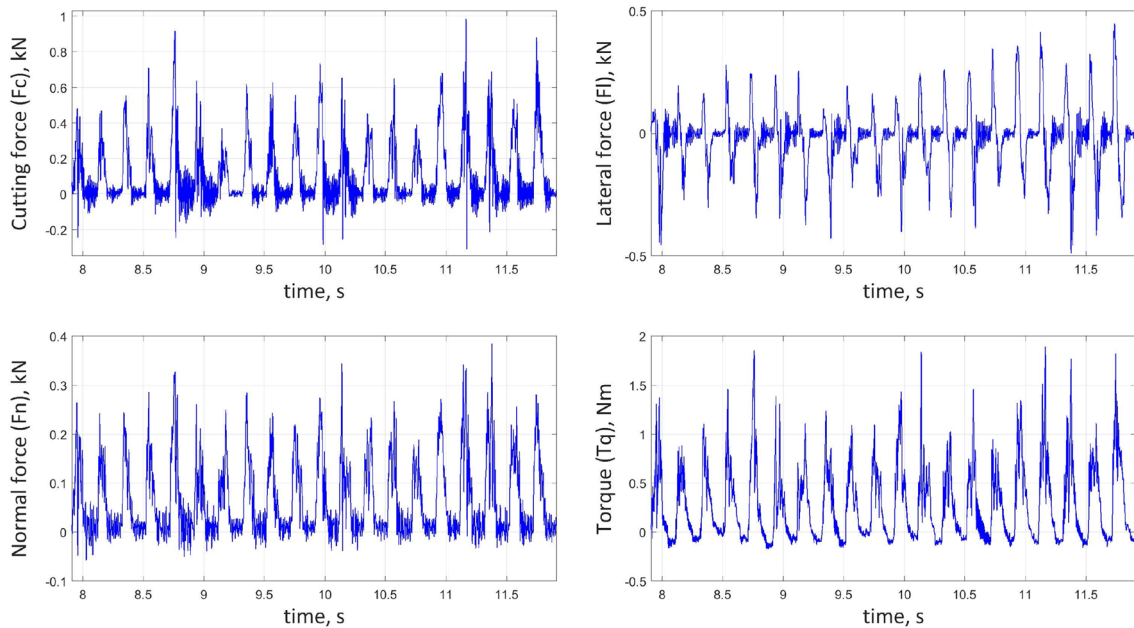 Cutting force (Fc), kN
1
0.8
0.6
0.4
0.2
0
-0.2
8 8.5 9 9.5 10 10.5 11 11.5
time, s
Lateral force (Fl), kN
0.5
0
-0.5
8 8.5 9 9.5 10 10.5 11 11.5
time, s
Normal force (Fn), kN
0.4
0.3
0.2
0.1
0
-0.1
8 8.5 9 9.5 10 10.5 11 11.5
time, s
Torque (Tq), Nm
2
1.5
1
0.5
0
-0.5
8 8.5 9 9.5 10 10.5 11 11.5
time, s